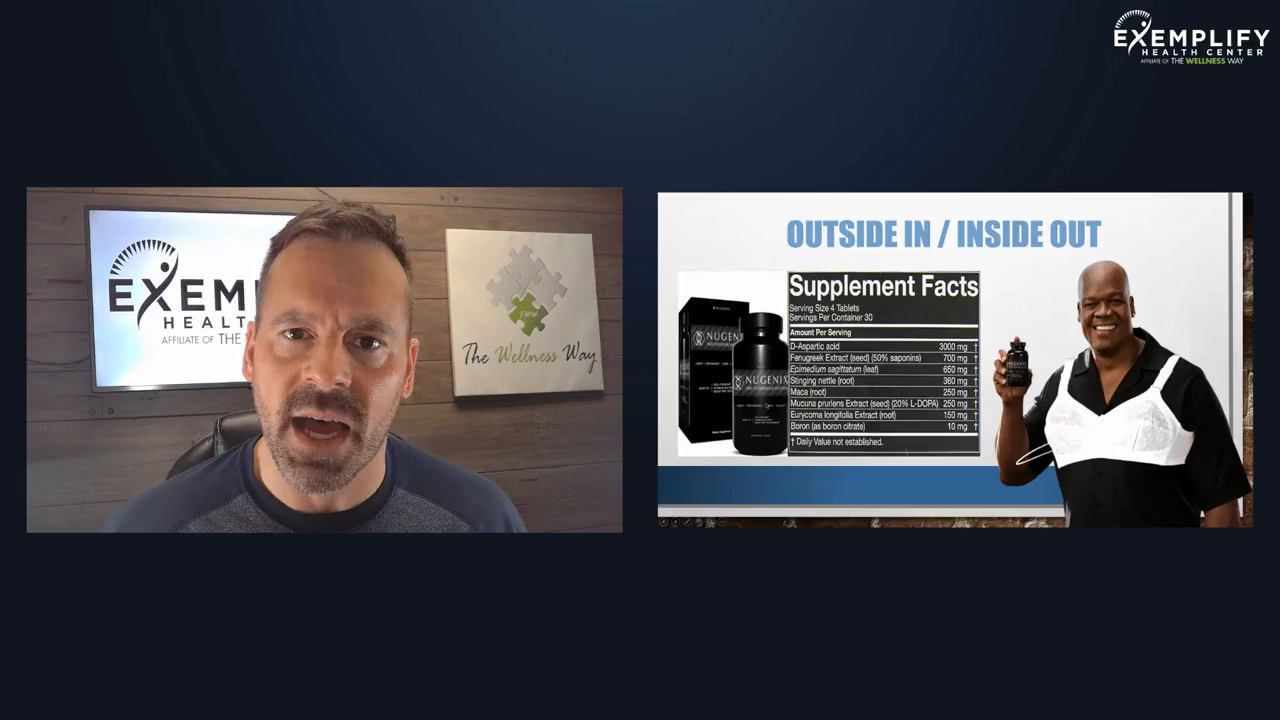 EXEMPLIFY
HEALTH CENTER
AFFILIATE OF THE WELLNESS WAY
EXEM
HEALT
AFFILIATE OF THE
The Wellness Way
OUTSIDE IN / INSIDE OUT
NUGENI
NUGENIX
Supplement Facts
Serving Size 4 Tablets
Servings Per Container 30
Amount Per Serving
D-Aspartic acid 3000 mg †
Fenugreek Extract (seed) (50% saponins) 700 mg †
Epimedium sagittatum (leaf) 650 mg †
Stinging nettle (root) 360 mg †
Maca (root) 250 mg †
Mucuna pruriens Extract (seed) (20% L-DOPA) 250 mg †
Eurycoma longifolia Extract (root) 150 mg †
Boron (as boron citrate) 10 mg †
† Daily Value not established.